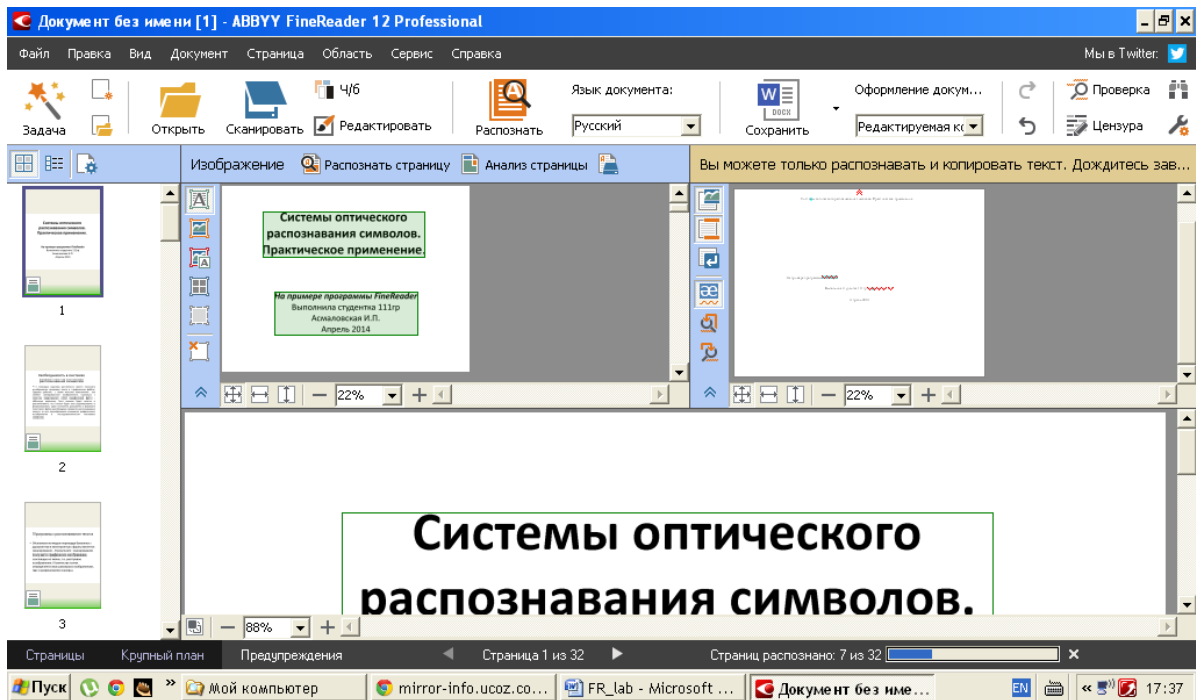 Документ без имени [1] - ABBYY FineReader 12 Professional
Файл Правка Вид Документ Страница Область Сервис Справка Мы в Twitter:
Задача
Открыть
Сканировать
Ч/б
Редактировать
Распознать
Язык документа:
Русский
DOCX
Сохранить
Оформление докум...
Редактируемая кс
Проверка
Цензура
Изображение Распознать страницу Анализ страницы
Вы можете только распознавать и копировать текст. Дождитесь зав...
1
2
3
Системы оптического
распознавания символов.
Практическое применение.
На примере программы FineReader
Выполнила студентка 111гр
Асмаловская И.П.
Апрель 2014
22%
22%
Системы оптического
распознавания символов.
88%
Страницы Крупный план Предупреждения Страница 1 из 32 Страниц распознано: 7 из 32
Пуск Мой компьютер mirror-info.ucoz.co... FR_lab - Microsoft ... Документ без име... EN 17:37